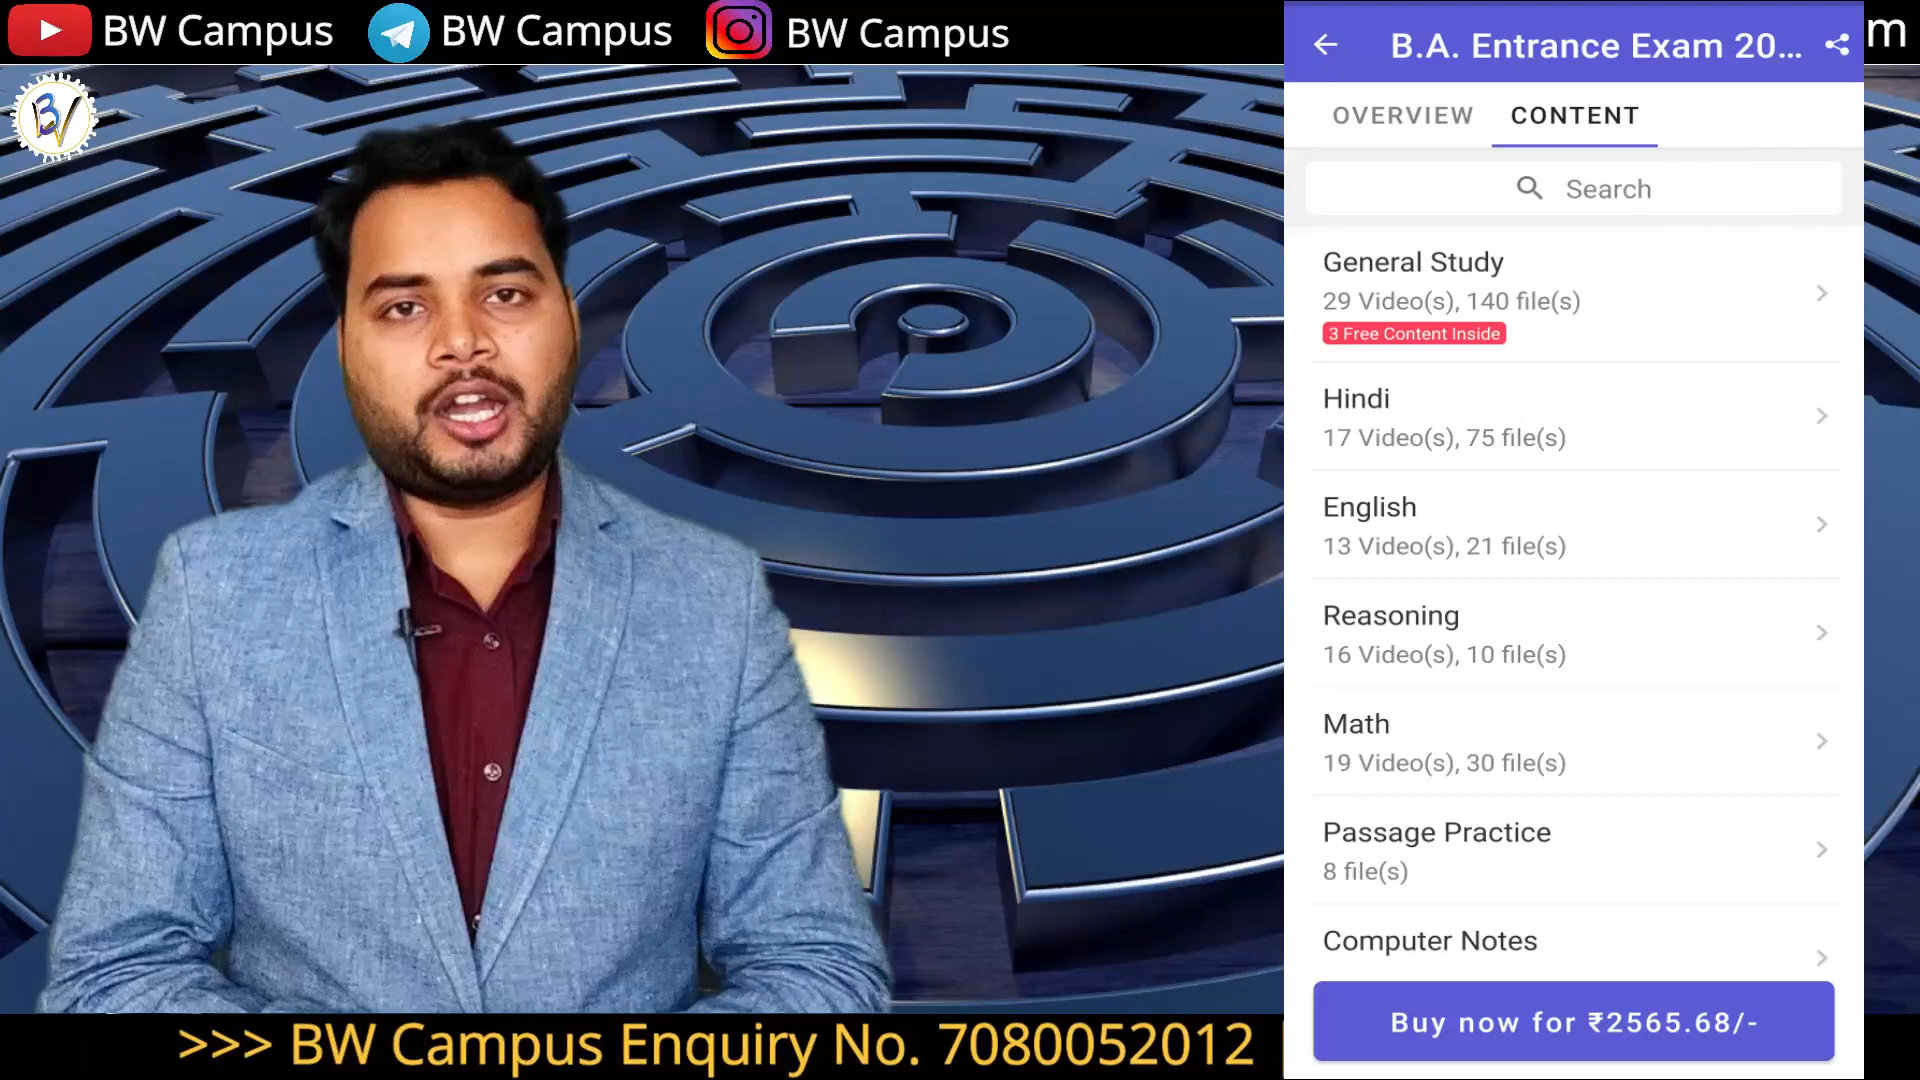 BW Campus BW Campus BW Campus
BW
B.A. Entrance Exam 20...
m
OVERVIEW CONTENT
Search
General Study
29 Video(s), 140 file(s)
3 Free Content Inside
Hindi
17 Video(s), 75 file(s)
English
13 Video(s), 21 file(s)
Reasoning
16 Video(s), 10 file(s)
Math
19 Video(s), 30 file(s)
Passage Practice
8 file(s)
Computer Notes
Buy now for ₹2565.68/-
>>> BW Campus Enquiry No. 7080052012